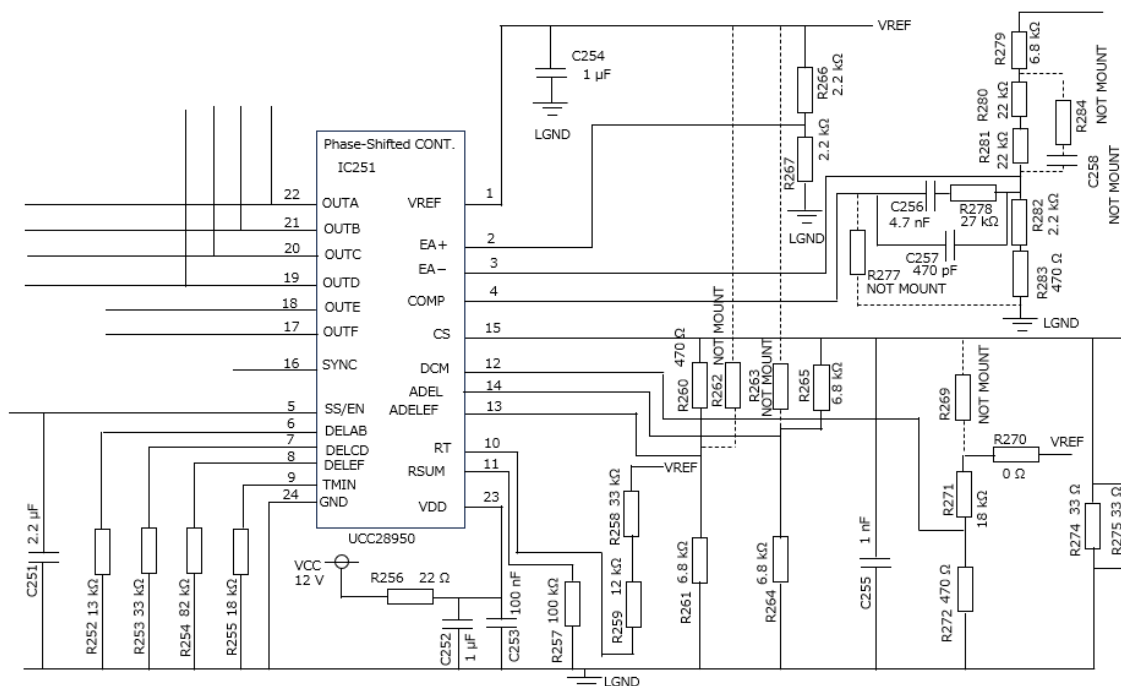 VREF
C254
1 µF
LGND
R266
2.2 kΩ
R267
2.2 kΩ
LGND
R279
6.8 kΩ
R280
22 kΩ
R281
22 kΩ
R284
NOT MOUNT
C258
NOT MOUNT
R282
2.2 kΩ
R283
470 Ω
LGND
C256
4.7 nF
R278
27 kΩ
C257
470 pF
R277
NOT MOUNT
Phase-Shifted CONT.
IC251
22 OUTA
21 OUTB
20 OUTC
19 OUTD
18 OUTE
17 OUTF
16 SYNC
5 SS/EN
6 DELAB
7 DELCD
8 DELEF
9 TMIN
24 GND
VREF 1
EA+ 2
EA− 3
COMP 4
CS 15
DCM 12
ADEL 14
ADELEF 13
RT 10
RSUM 11
VDD 23
UCC28950
R260
470 Ω
R262
NOT MOUNT
R263
NOT MOUNT
R265
6.8 kΩ
R269
NOT MOUNT
R270
0 Ω
VREF
R271
18 kΩ
R272 470 Ω
R274 33 Ω
R275 33 Ω
C251
2.2 µF
R252 13 kΩ
R253 33 kΩ
R254 82 kΩ
R255 18 kΩ
VCC
12 V
R256
22 Ω
C252
1 µF
C253
100 nF
R257 100 kΩ
VREF
R258 33 kΩ
R259
12 kΩ
R261
6.8 kΩ
R264
6.8 kΩ
C255
1 nF
LGND